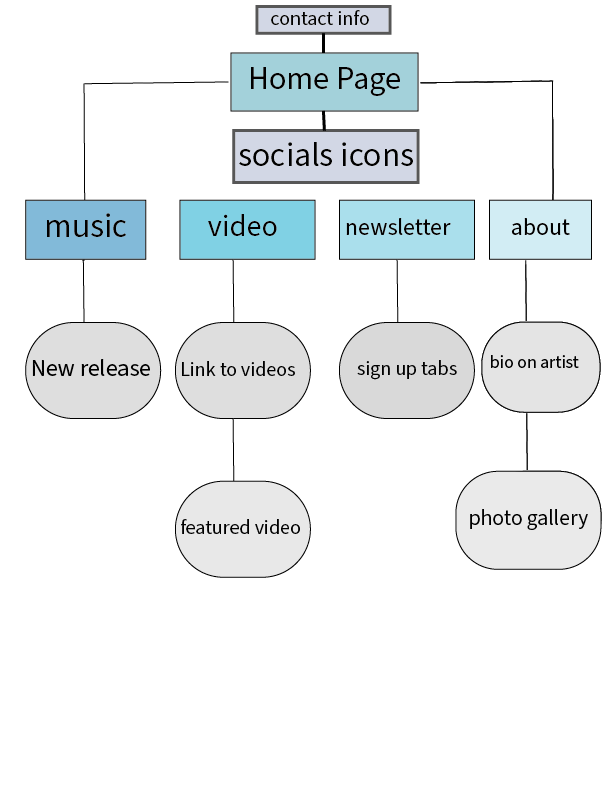 contact info
Home Page
socials icons
music
video
newsletter
about
New release
Link to videos
sign up tabs
bio on artist
featured video
photo gallery